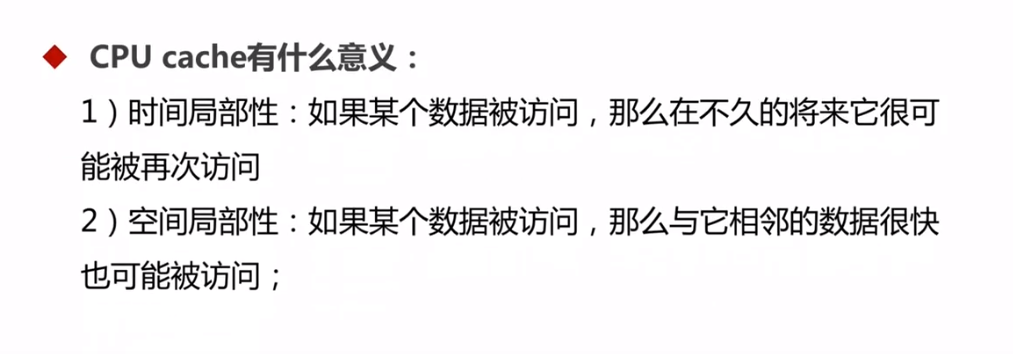 ◆ CPU cache有什么意义：
1）时间局部性：如果某个数据被访问，那么在不久的将来它很可
能被再次访问
2）空间局部性：如果某个数据被访问，那么与它相邻的数据很快
也可能被访问；